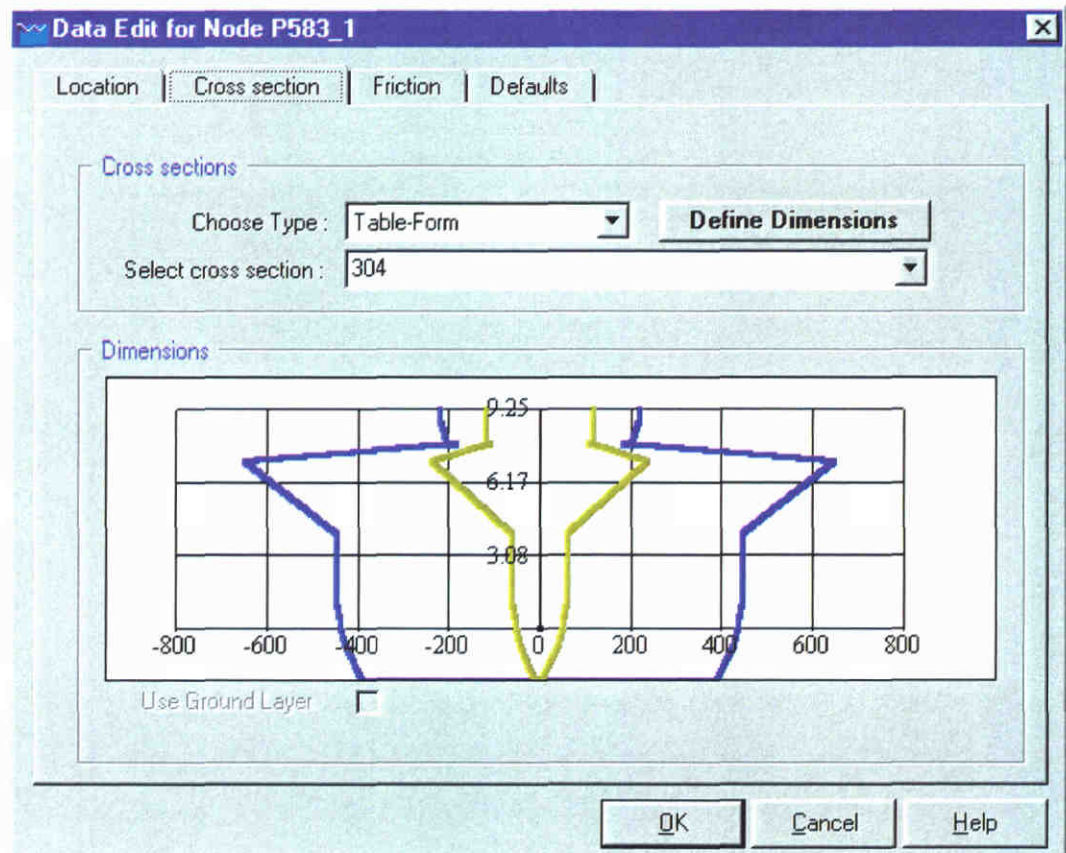 Data Edit for Node P583_1
Location
Cross section
Friction
Defaults
Cross sections
Choose Type :
Table-Form
Define Dimensions
Select cross section :
304
Dimensions
9.25
6.17
3.08
-800 -600 -400 -200 0 200 400 600 800
Use Ground Layer
OK
Cancel
Help